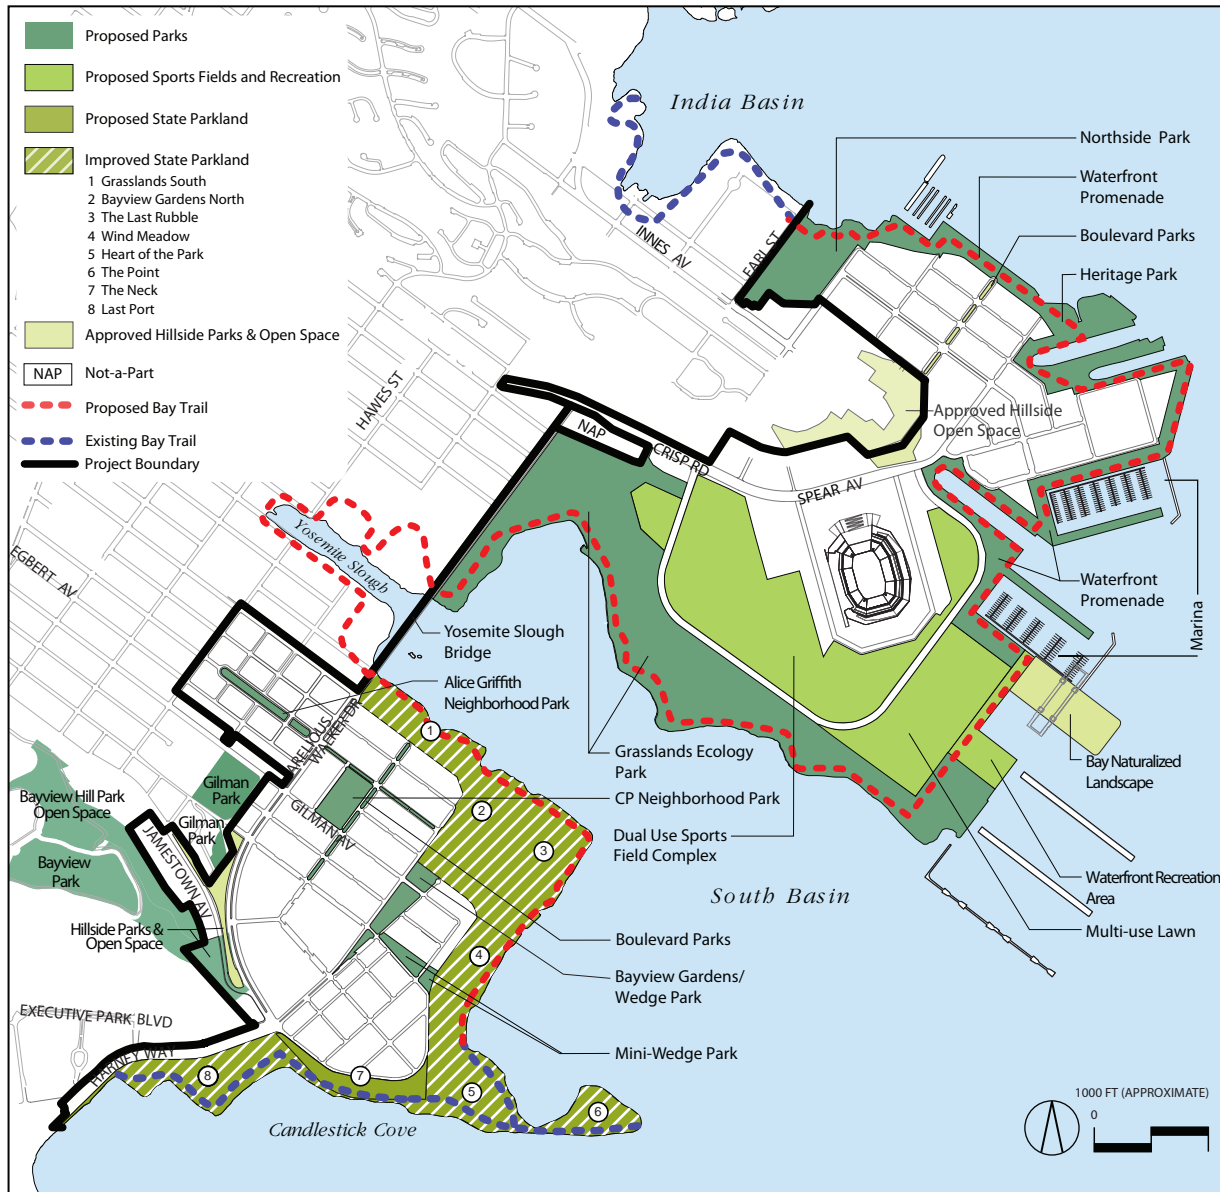 Proposed Parks
Proposed Sports Fields and Recreation
Proposed State Parkland
Improved State Parkland
1 Grasslands South
2 Bayview Gardens North
3 The Last Rubble
4 Wind Meadow
5 Heart of the Park
6 The Point
7 The Neck
8 Last Port
Approved Hillside Parks & Open Space
NAP Not-a-Part
Proposed Bay Trail
Existing Bay Trail
Project Boundary
India Basin
Northside Park
Waterfront
Promenade
Boulevard Parks
Heritage Park
INNES AV
EARL ST
HAWES ST
NAP
CRISP RD
SPEAR AV
Approved Hillside
Open Space
Yosemite Slough
EGBERT AV
Yosemite Slough
Bridge
Alice Griffith
Neighborhood Park
ARELIOUS
WALKER DR
Waterfront
Promenade
Marina
Grasslands Ecology
Park
CP Neighborhood Park
Dual Use Sports
Field Complex
Bay Naturalized
Landscape
Waterfront Recreation
Area
Multi-use Lawn
South Basin
Gilman
Park
Gilman
Park
GILMAN AV
Bayview Hill Park
Open Space
Bayview
Park
JAMESTOWN AV
Hillside Parks &
Open Space
Boulevard Parks
Bayview Gardens/
Wedge Park
Mini-Wedge Park
EXECUTIVE PARK BLVD
HARNEY WAY
Candlestick Cove
1
2
3
4
5
6
7
8
1000 FT (APPROXIMATE)
0